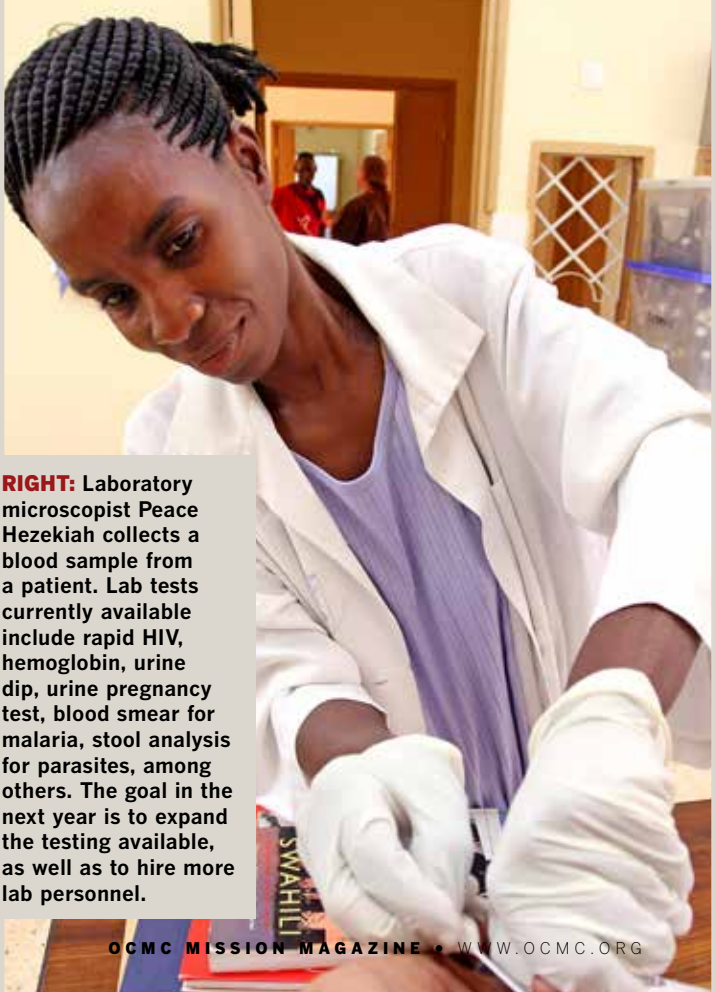 RIGHT: Laboratory
microscopist Peace
Hezekiah collects a
blood sample from
a patient. Lab tests
currently available
include rapid HIV,
hemoglobin, urine
dip, urine pregnancy
test, blood smear for
malaria, stool analysis
for parasites, among
others. The goal in the
next year is to expand
the testing available,
as well as to hire more
lab personnel.
SWAHILI
OCMC MISSION MAGAZINE • WWW.OCMC.ORG